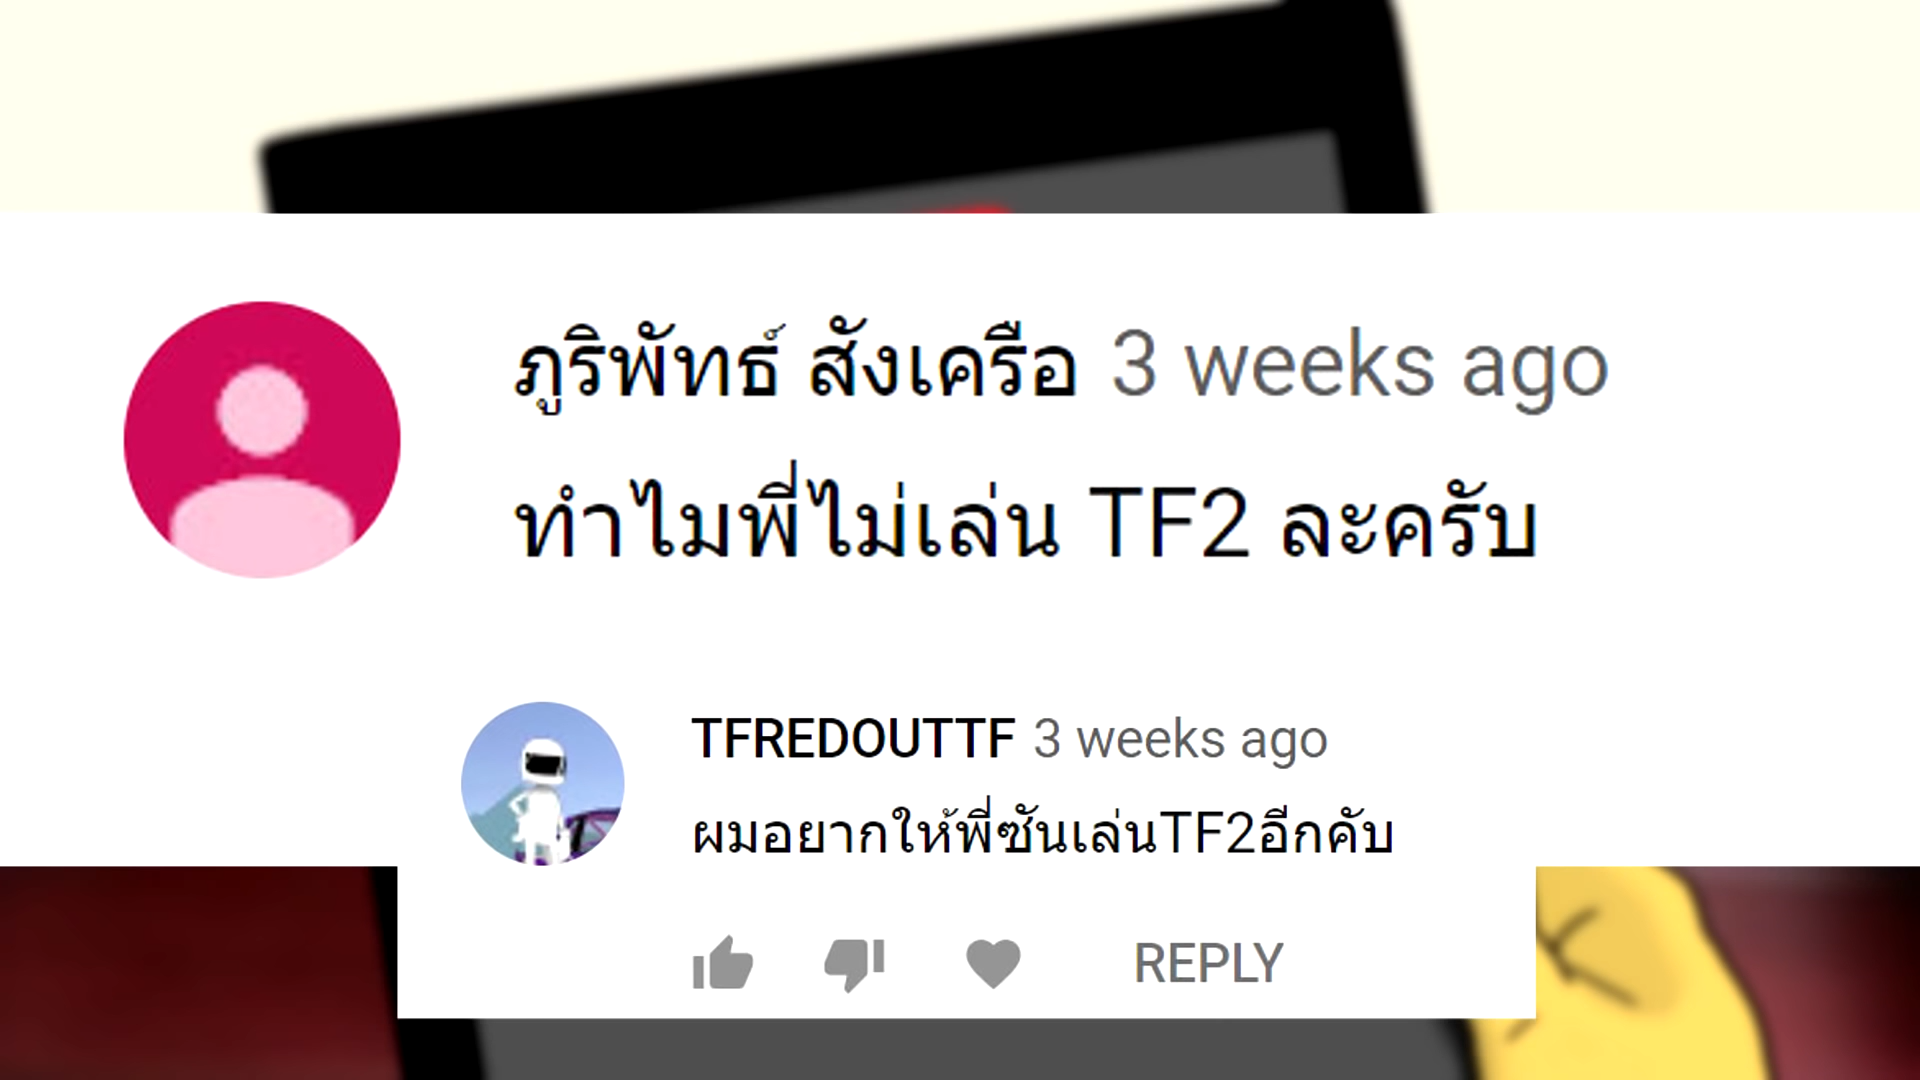 ภูริพัทธ์ สังเครือ 3 weeks ago
ทำไมพี่ไม่เล่น TF2 ละครับ
TFREDOUTTF 3 weeks ago
ผมอยากให้พี่ซันเล่นTF2อีกคับ
REPLY